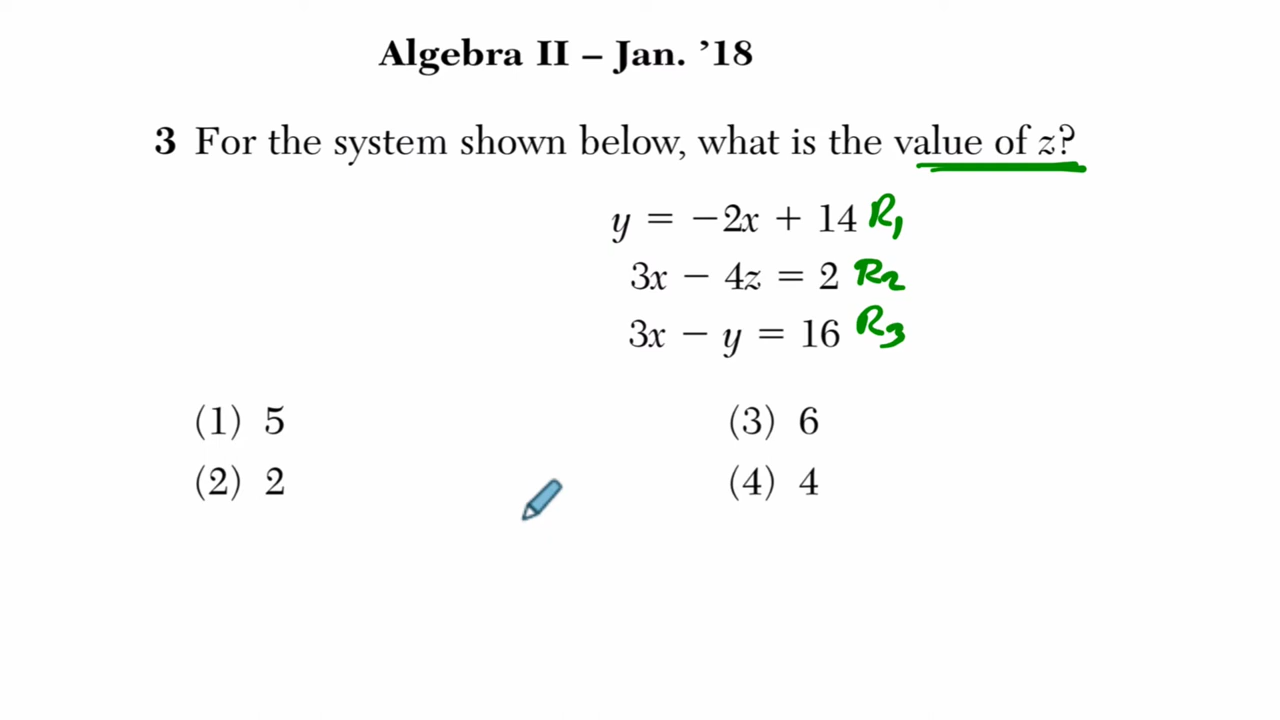 Algebra II – Jan. ’18
3 For the system shown below, what is the value of z?
y = −2x + 14 R1
3x − 4z = 2 R2
3x − y = 16 R3
(1) 5 (3) 6
(2) 2 (4) 4